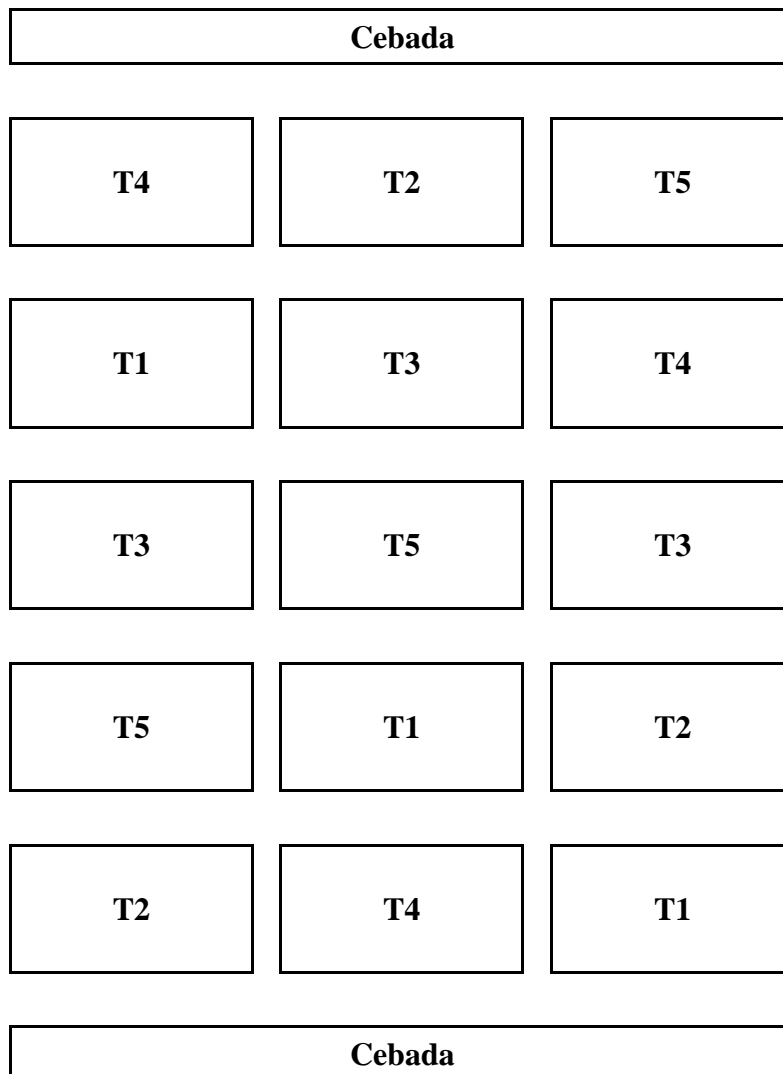 Cebada
T4 T2 T5
T1 T3 T4
T3 T5 T3
T5 T1 T2
T2 T4 T1
Cebada